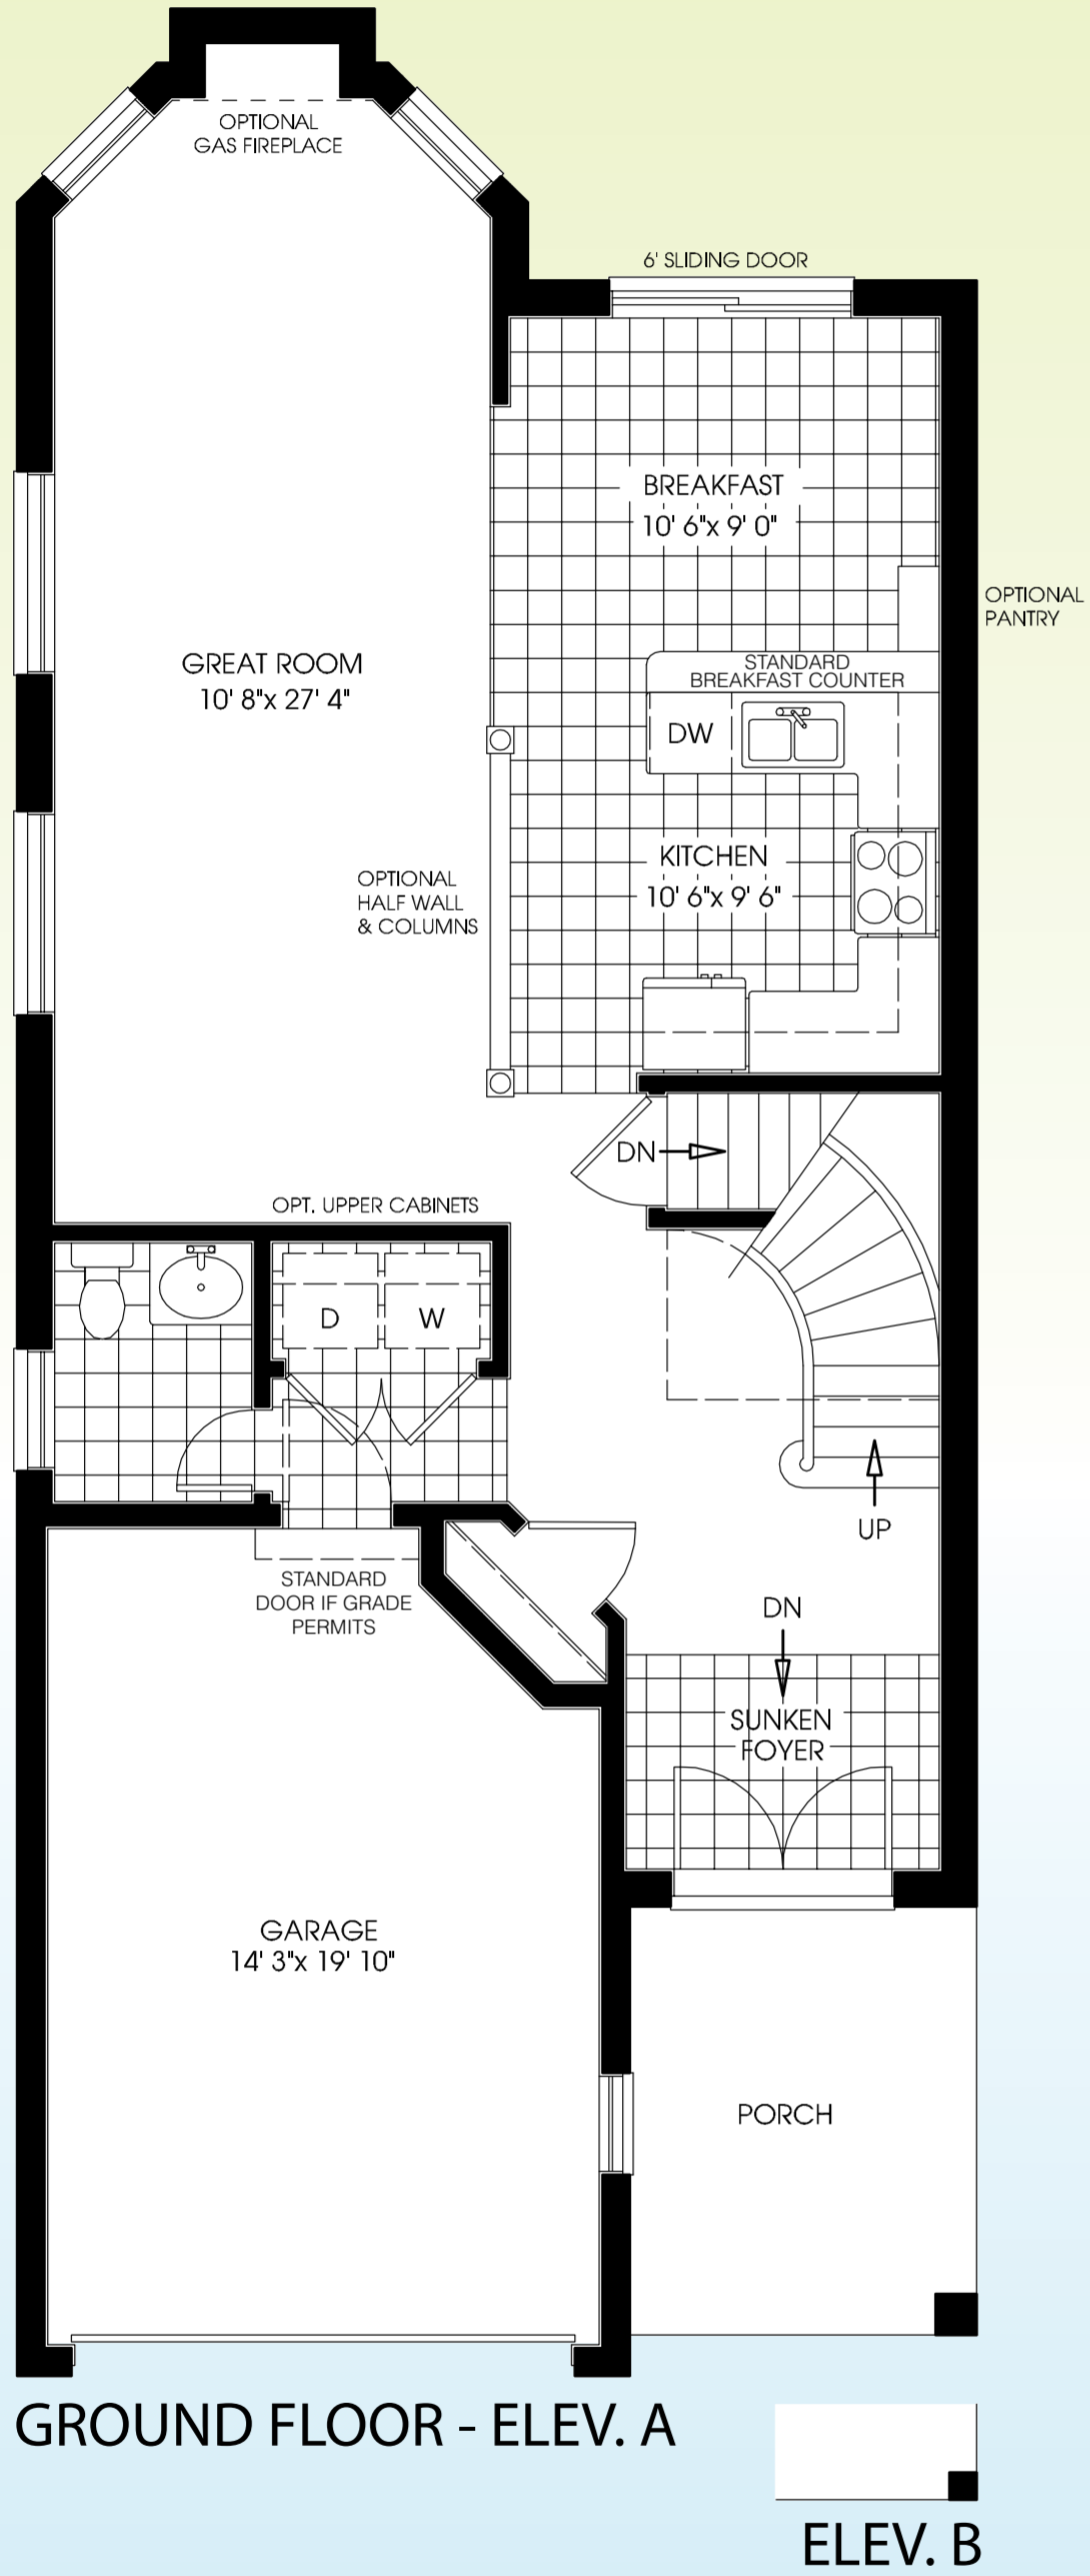 OPTIONAL
GAS FIREPLACE
6' SLIDING DOOR
BREAKFAST
10' 6"x 9' 0"
OPTIONAL
PANTRY
GREAT ROOM
10' 8"x 27' 4"
STANDARD
BREAKFAST COUNTER
DW
KITCHEN
10' 6"x 9' 6"
OPTIONAL
HALF WALL
& COLUMNS
DN
OPT. UPPER CABINETS
D
W
UP
STANDARD
DOOR IF GRADE
PERMITS
DN
SUNKEN
FOYER
GARAGE
14' 3"x 19' 10"
PORCH
GROUND FLOOR - ELEV. A
ELEV. B